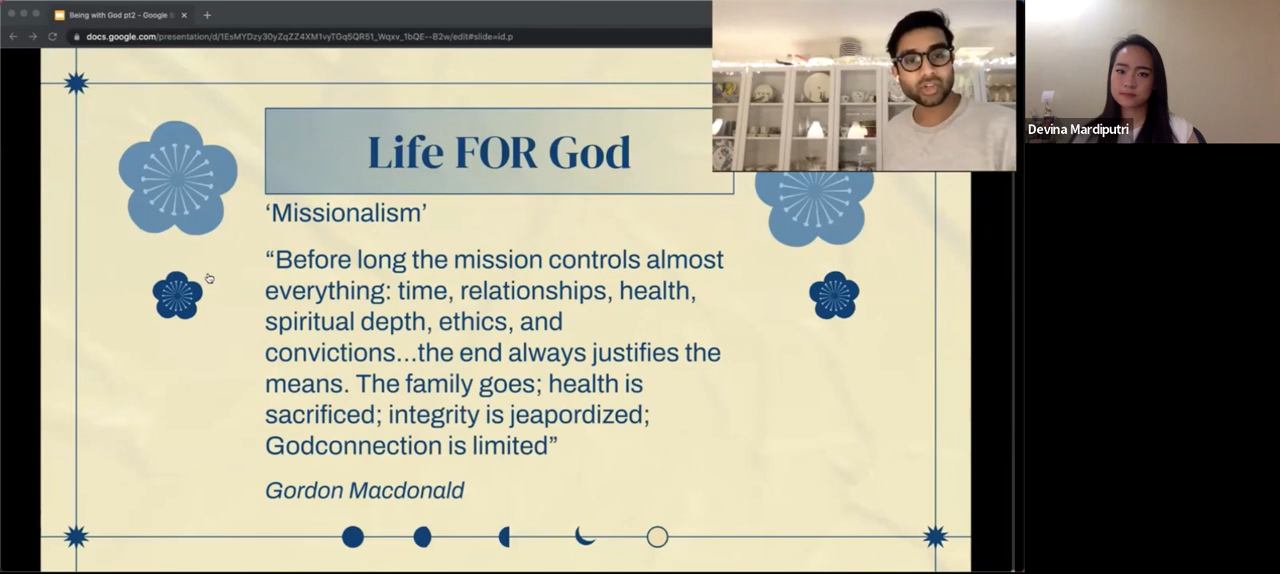 Being with God pt2 - Google
docs.google.com/presentation/d/1EsMYDzy30yZqZZ4XM1vyTGq5QR51_Wqxv_1bQE--B2w/edit#slide=id.p
Life FOR God
‘Missionalism’
“Before long the mission controls almost
everything: time, relationships, health,
spiritual depth, ethics, and
convictions...the end always justifies the
means. The family goes; health is
sacrificed; integrity is jeapordized;
Godconnection is limited”
Gordon Macdonald
Devina Mardiputri